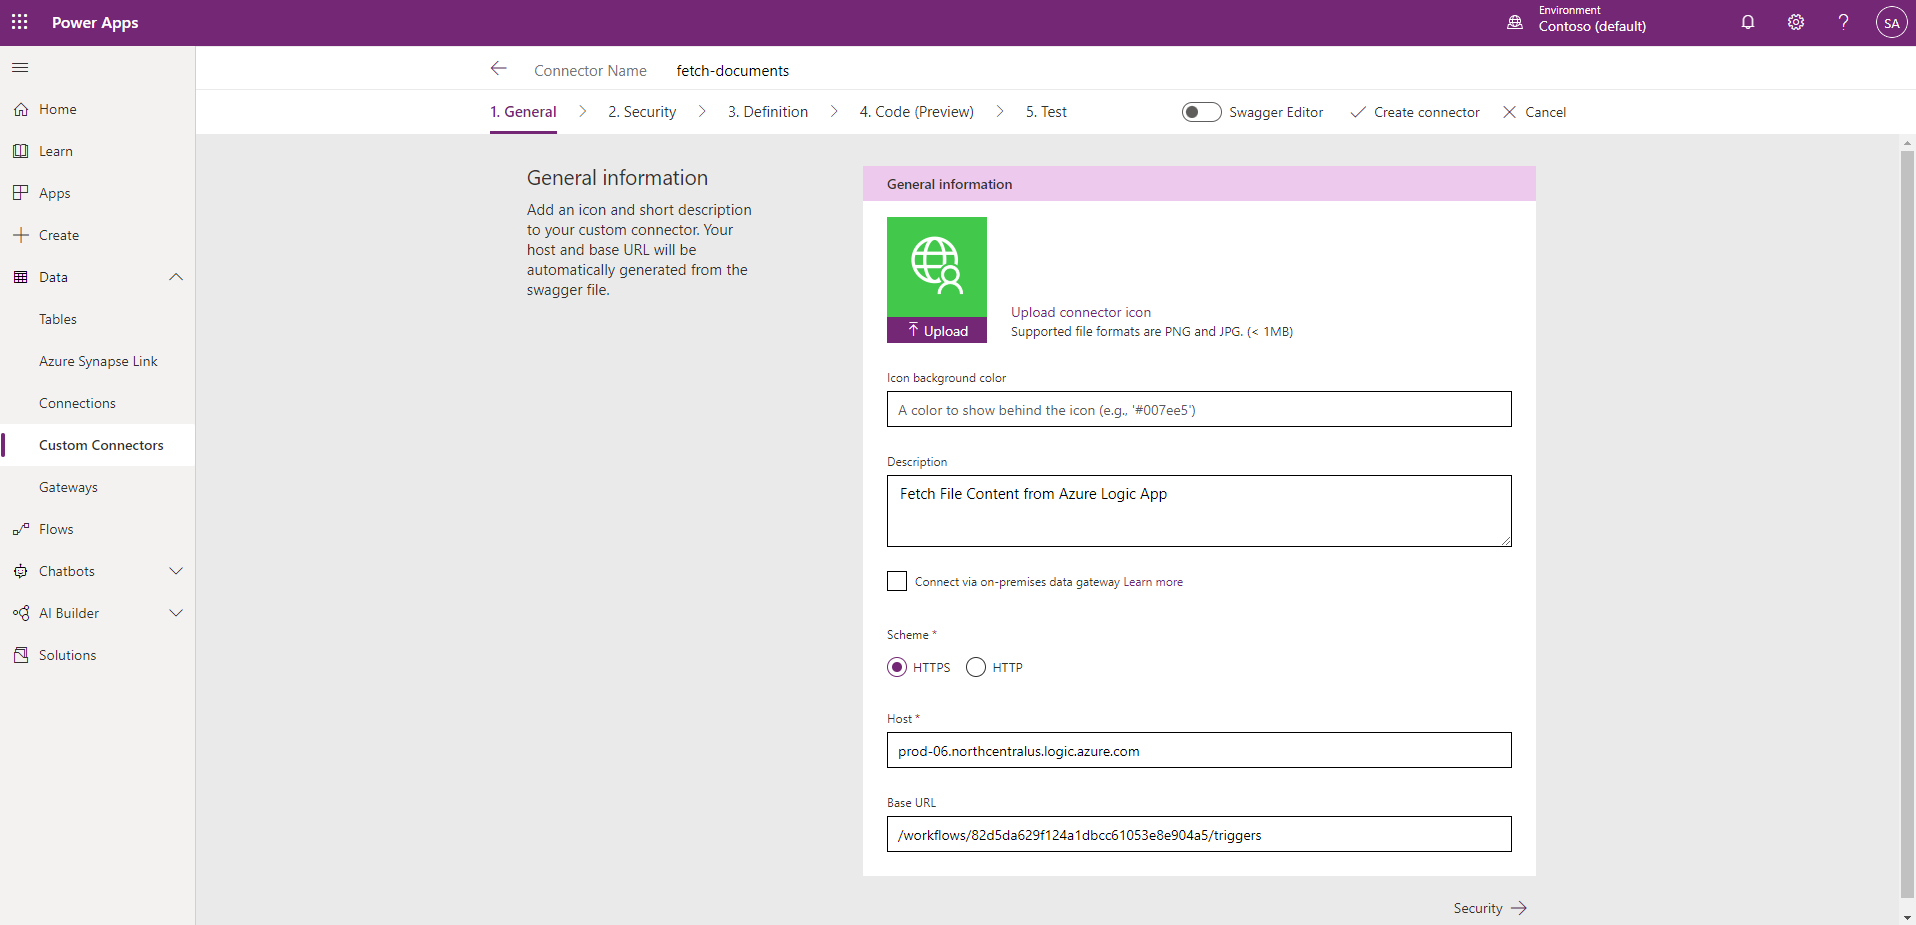 Power Apps
Environment
Contoso (default)
?
SA
Connector Name fetch-documents
1. General 2. Security 3. Definition 4. Code (Preview) 5. Test Swagger Editor Create connector Cancel
Home
Learn
Apps
Create
Data
Tables
Azure Synapse Link
Connections
Custom Connectors
Gateways
Flows
Chatbots
AI Builder
Solutions
General information
Add an icon and short description
to your custom connector. Your
host and base URL will be
automatically generated from the
swagger file.
General information
Upload
Upload connector icon
Supported file formats are PNG and JPG. (< 1MB)
Icon background color
A color to show behind the icon (e.g., '#007ee5')
Description
Fetch File Content from Azure Logic App
Connect via on-premises data gateway Learn more
Scheme *
HTTPS HTTP
Host *
prod-06.northcentralus.logic.azure.com
Base URL
/workflows/82d5da629f124a1dbcc61053e8e904a5/triggers
Security